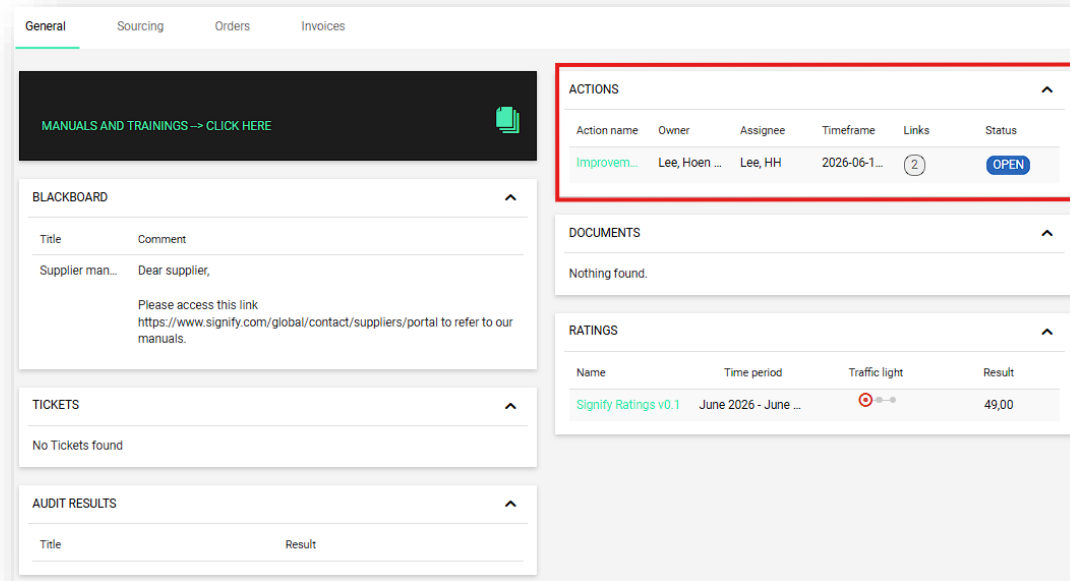 General Sourcing Orders Invoices
MANUALS AND TRAININGS --> CLICK HERE
BLACKBOARD
Title Comment
Supplier man... Dear supplier,
Please access this link
https://www.signify.com/global/contact/suppliers/portal to refer to our
manuals.
TICKETS
No Tickets found
AUDIT RESULTS
Title Result
ACTIONS
Action name Owner Assignee Timeframe Links Status
Improvem... Lee, Hoen ... Lee, HH 2026-06-1... 2 OPEN
DOCUMENTS
Nothing found.
RATINGS
Name Time period Traffic light Result
Signify Ratings v0.1 June 2026 - June ... 49,00